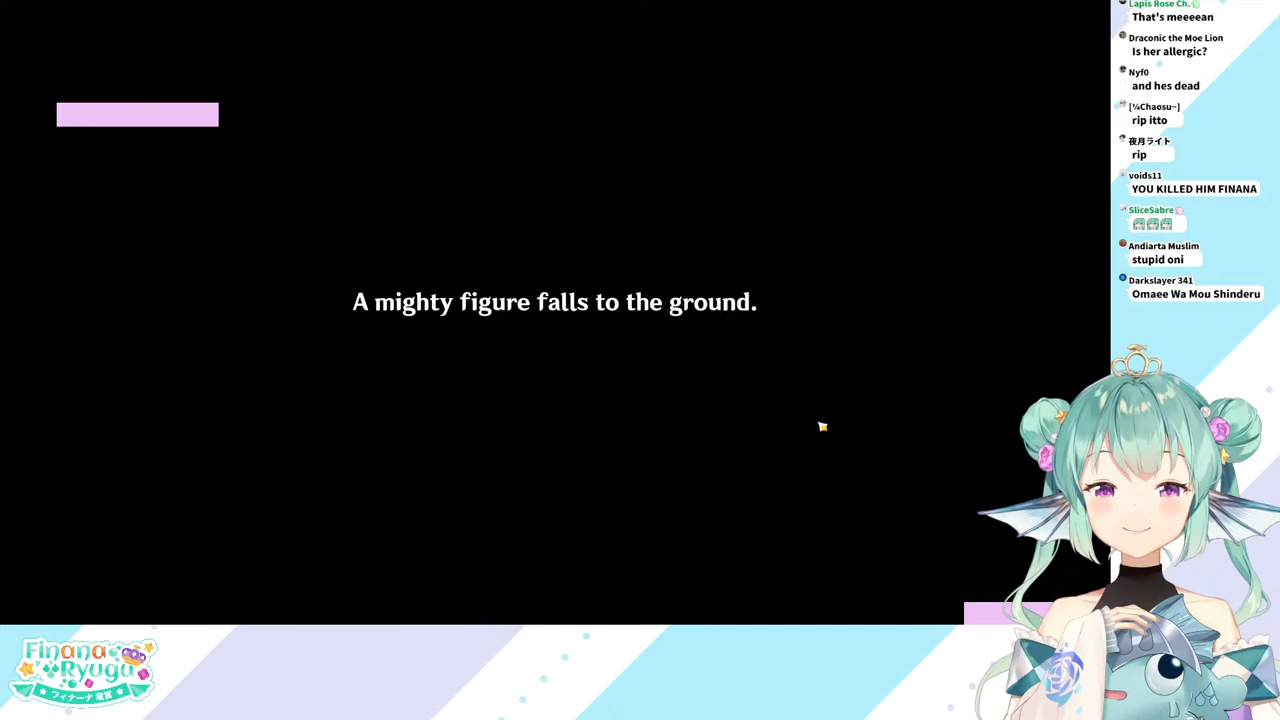 A mighty figure falls to the ground.
Lapis Rose Ch.
That's meeeean
Draconic the Moe Lion
Is her allergic?
Nyf0
and hes dead
[¼Chaosu~]
rip itto
夜月ライト
rip
voids11
YOU KILLED HIM FINANA
SliceSabre
Andiarta Muslim
stupid oni
Darkslayer 341
Omaee Wa Mou Shinderu
Finana
Ryugu
フィナーナ 竜宮